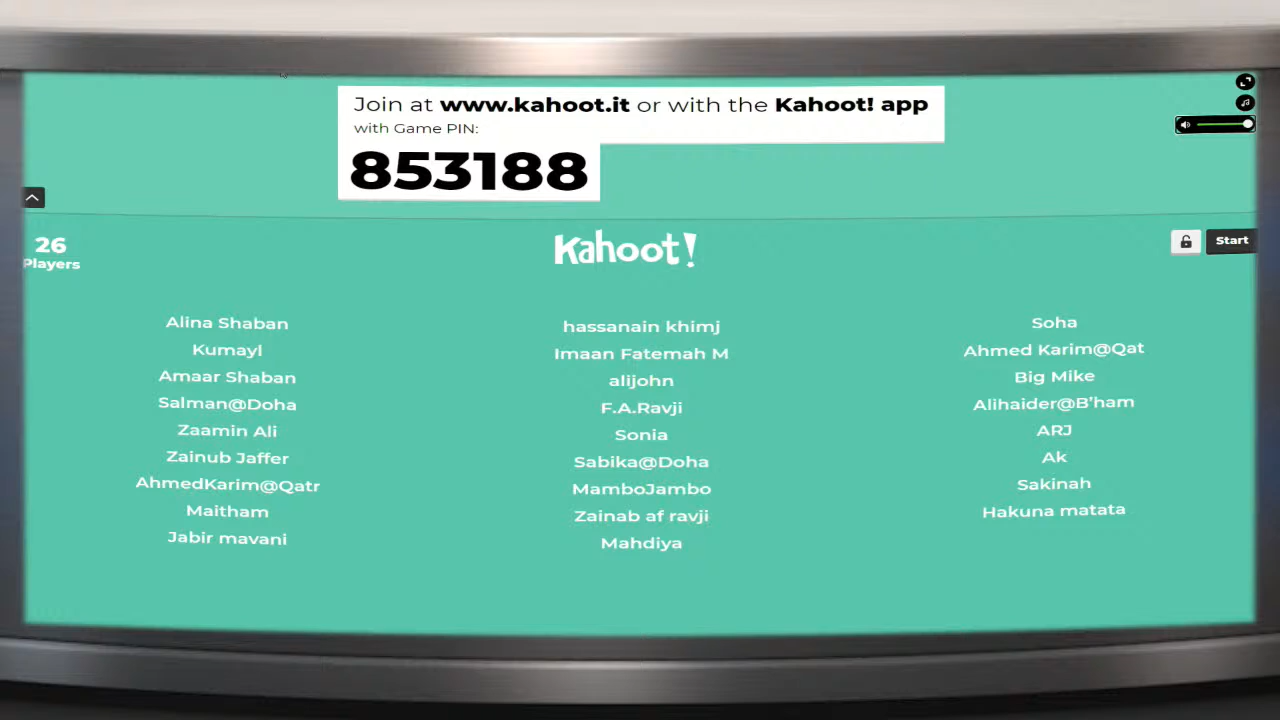 Join at www.kahoot.it or with the Kahoot! app
with Game PIN:
853188
26
Players
Kahoot!
Start
Alina Shaban
Kumayl
Amaar Shaban
Salman@Doha
Zaamin Ali
Zainub Jaffer
AhmedKarim@Qatr
Maitham
Jabir mavani
hassanain khimj
Imaan Fatemah M
alijohn
F.A.Ravji
Sonia
Sabika@Doha
MamboJambo
Zainab af ravji
Mahdiya
Soha
Ahmed Karim@Qat
Big Mike
Alihaider@B'ham
ARJ
Ak
Sakinah
Hakuna matata